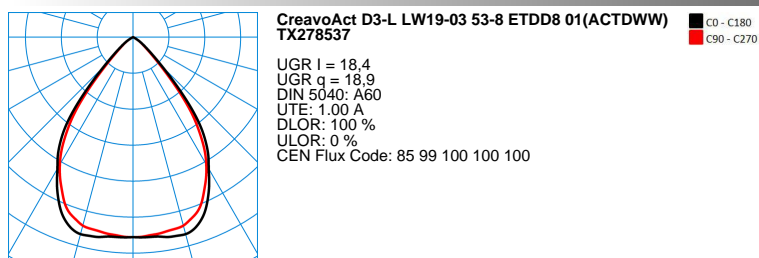 CreavoAct D3-L LW19-03 53-8 ETDD8 01(ACTDWW)
TX278537
UGR l = 18,4
UGR q = 18,9
DIN 5040: A60
UTE: 1.00 A
DLOR: 100 %
ULOR: 0 %
CEN Flux Code: 85 99 100 100 100
C0 - C180
C90 - C270